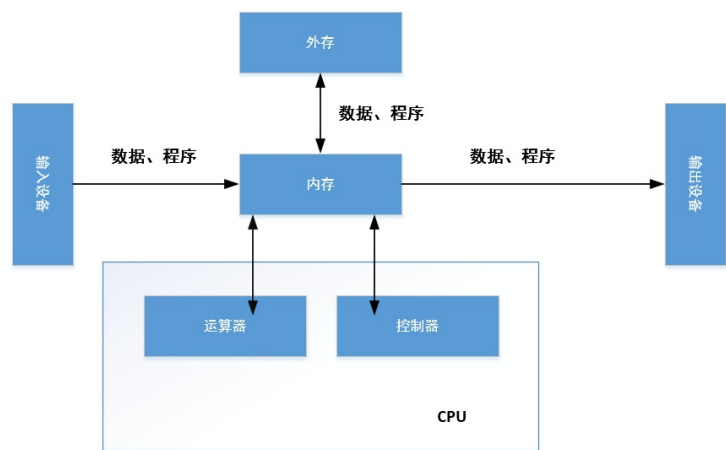 外存
数据、程序
输入设备
数据、程序
内存
数据、程序
输出设备
运算器
控制器
CPU